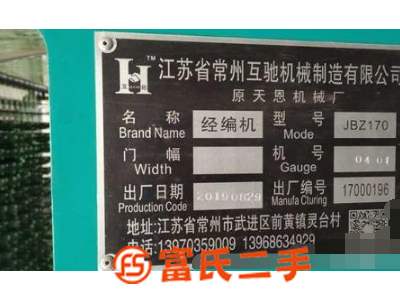 H
TM
江苏省常州互驰机械制造有限公司
原天恩机械厂
名称 Brand Name 经编机 型号 Mode JBZ170
门幅 Width 机号 Gauge 04 01
出厂日期 Production Code 20190829 出厂编号 Manufa Cturing 17000196
地址:江苏省常州市武进区前黄镇灵台村
电话:13970359009 13968634929
富氏二手